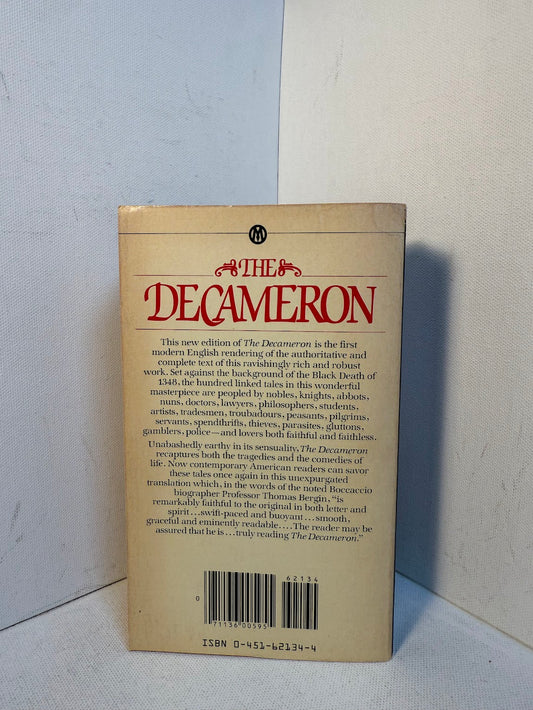 M
THE
DECAMERON
This new edition of The Decameron is the first
modern English rendering of the authoritative and
complete text of this ravishingly rich and robust
work. Set against the background of the Black Death of
1348, the hundred linked tales in this wonderful
masterpiece are peopled by nobles, knights, abbots,
nuns, doctors, lawyers, philosophers, students,
artists, tradesmen, troubadours, peasants, pilgrims,
servants, spendthrifts, thieves, parasites, gluttons,
gamblers, police—and lovers both faithful and faithless.
Unabashedly earthy in its sensuality, The Decameron
recaptures both the tragedies and the comedies of
life. Now contemporary American readers can savor
these tales once again in this unexpurgated
translation which, in the words of the noted Boccaccio
biographer Professor Thomas Bergin, "is
remarkably faithful to the original in both letter and
spirit...swift-paced and buoyant...smooth,
graceful and eminently readable.... The reader may be
assured that he is...truly reading The Decameron."
62134
0
71136 00595
ISBN 0-451-62134-4